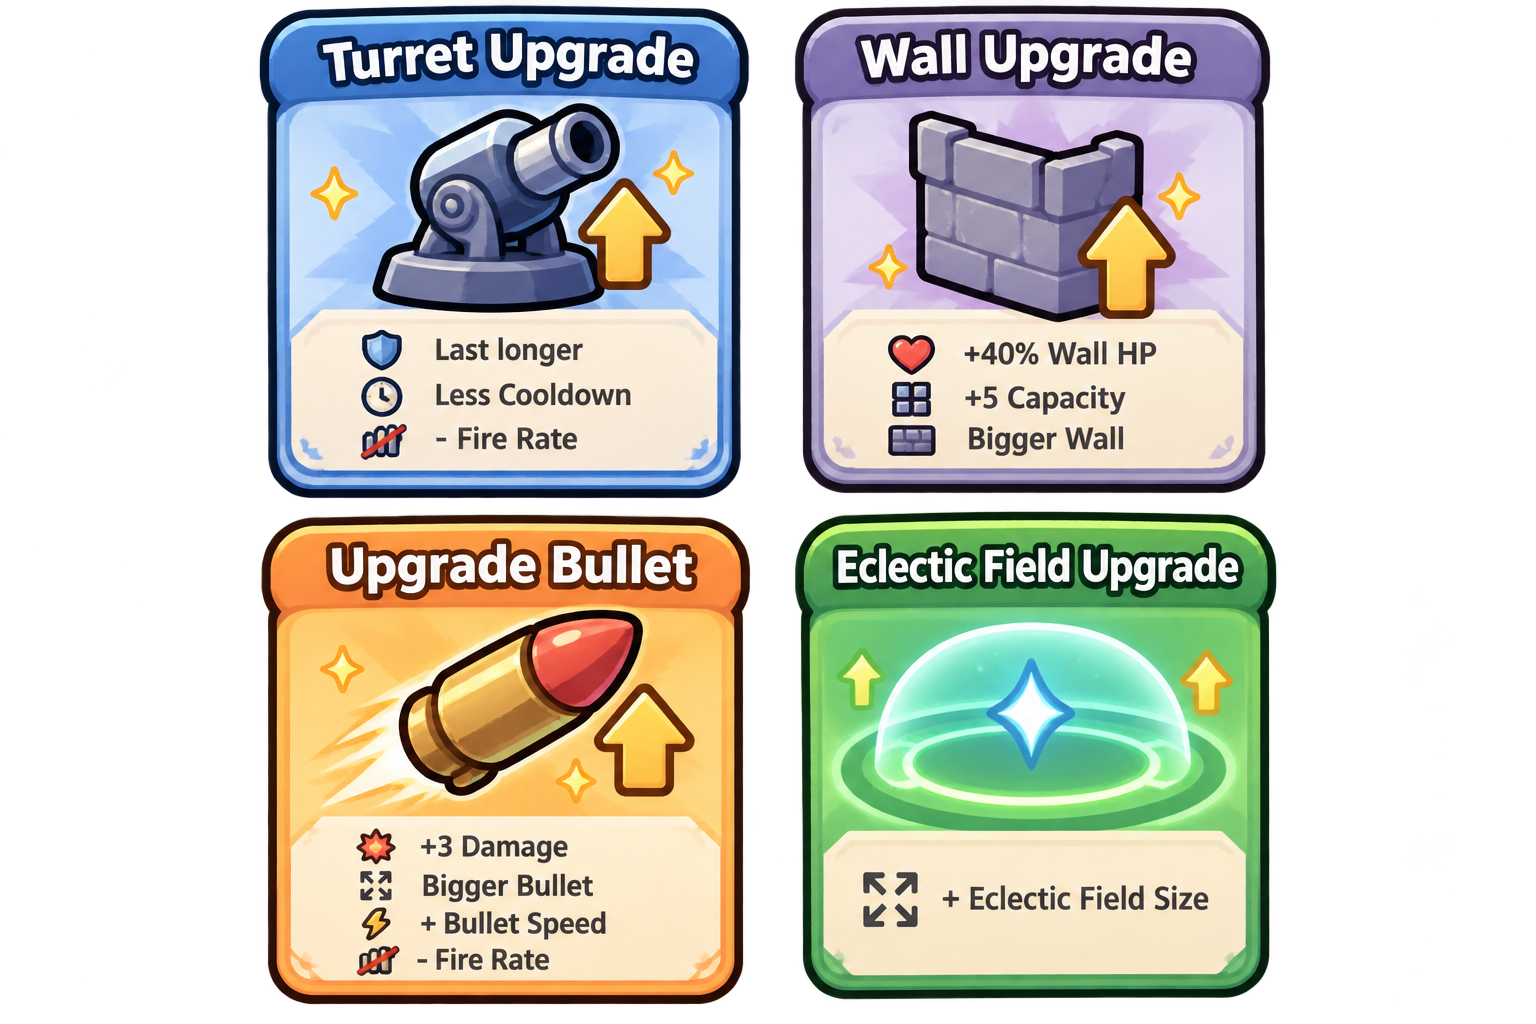 Turret Upgrade
Last longer
Less Cooldown
- Fire Rate
Wall Upgrade
+40% Wall HP
+5 Capacity
Bigger Wall
Upgrade Bullet
+3 Damage
Bigger Bullet
+ Bullet Speed
- Fire Rate
Eclectic Field Upgrade
+ Eclectic Field Size